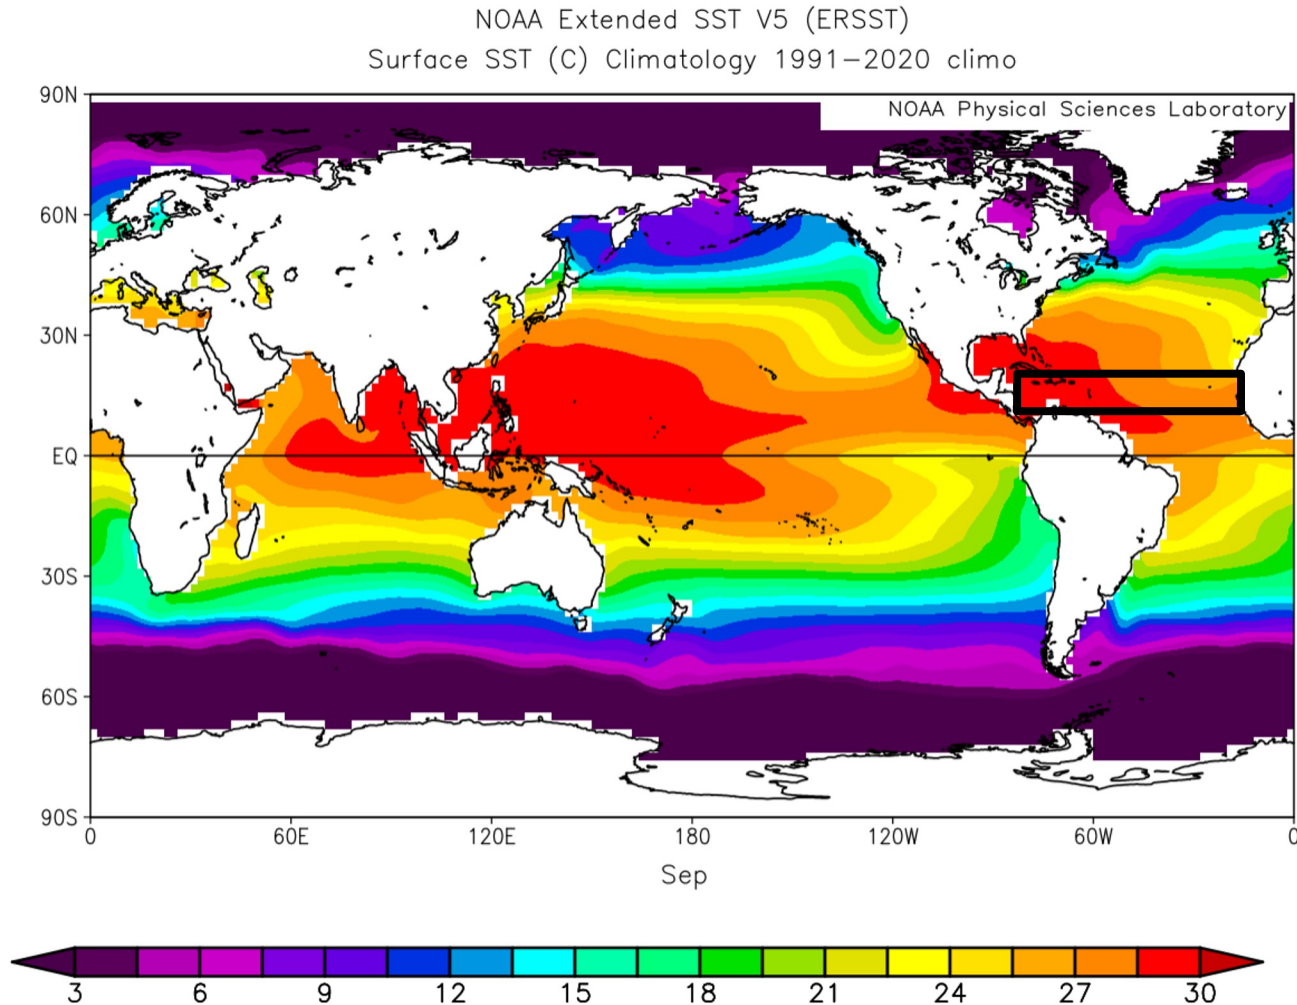 NOAA Extended SST V5 (ERSST)
Surface SST (C) Climatology 1991-2020 climo
NOAA Physical Sciences Laboratory
90N
60N
30N
EQ
30S
60S
90S
0 60E 120E 180 120W 60W 0
Sep
3 6 9 12 15 18 21 24 27 30